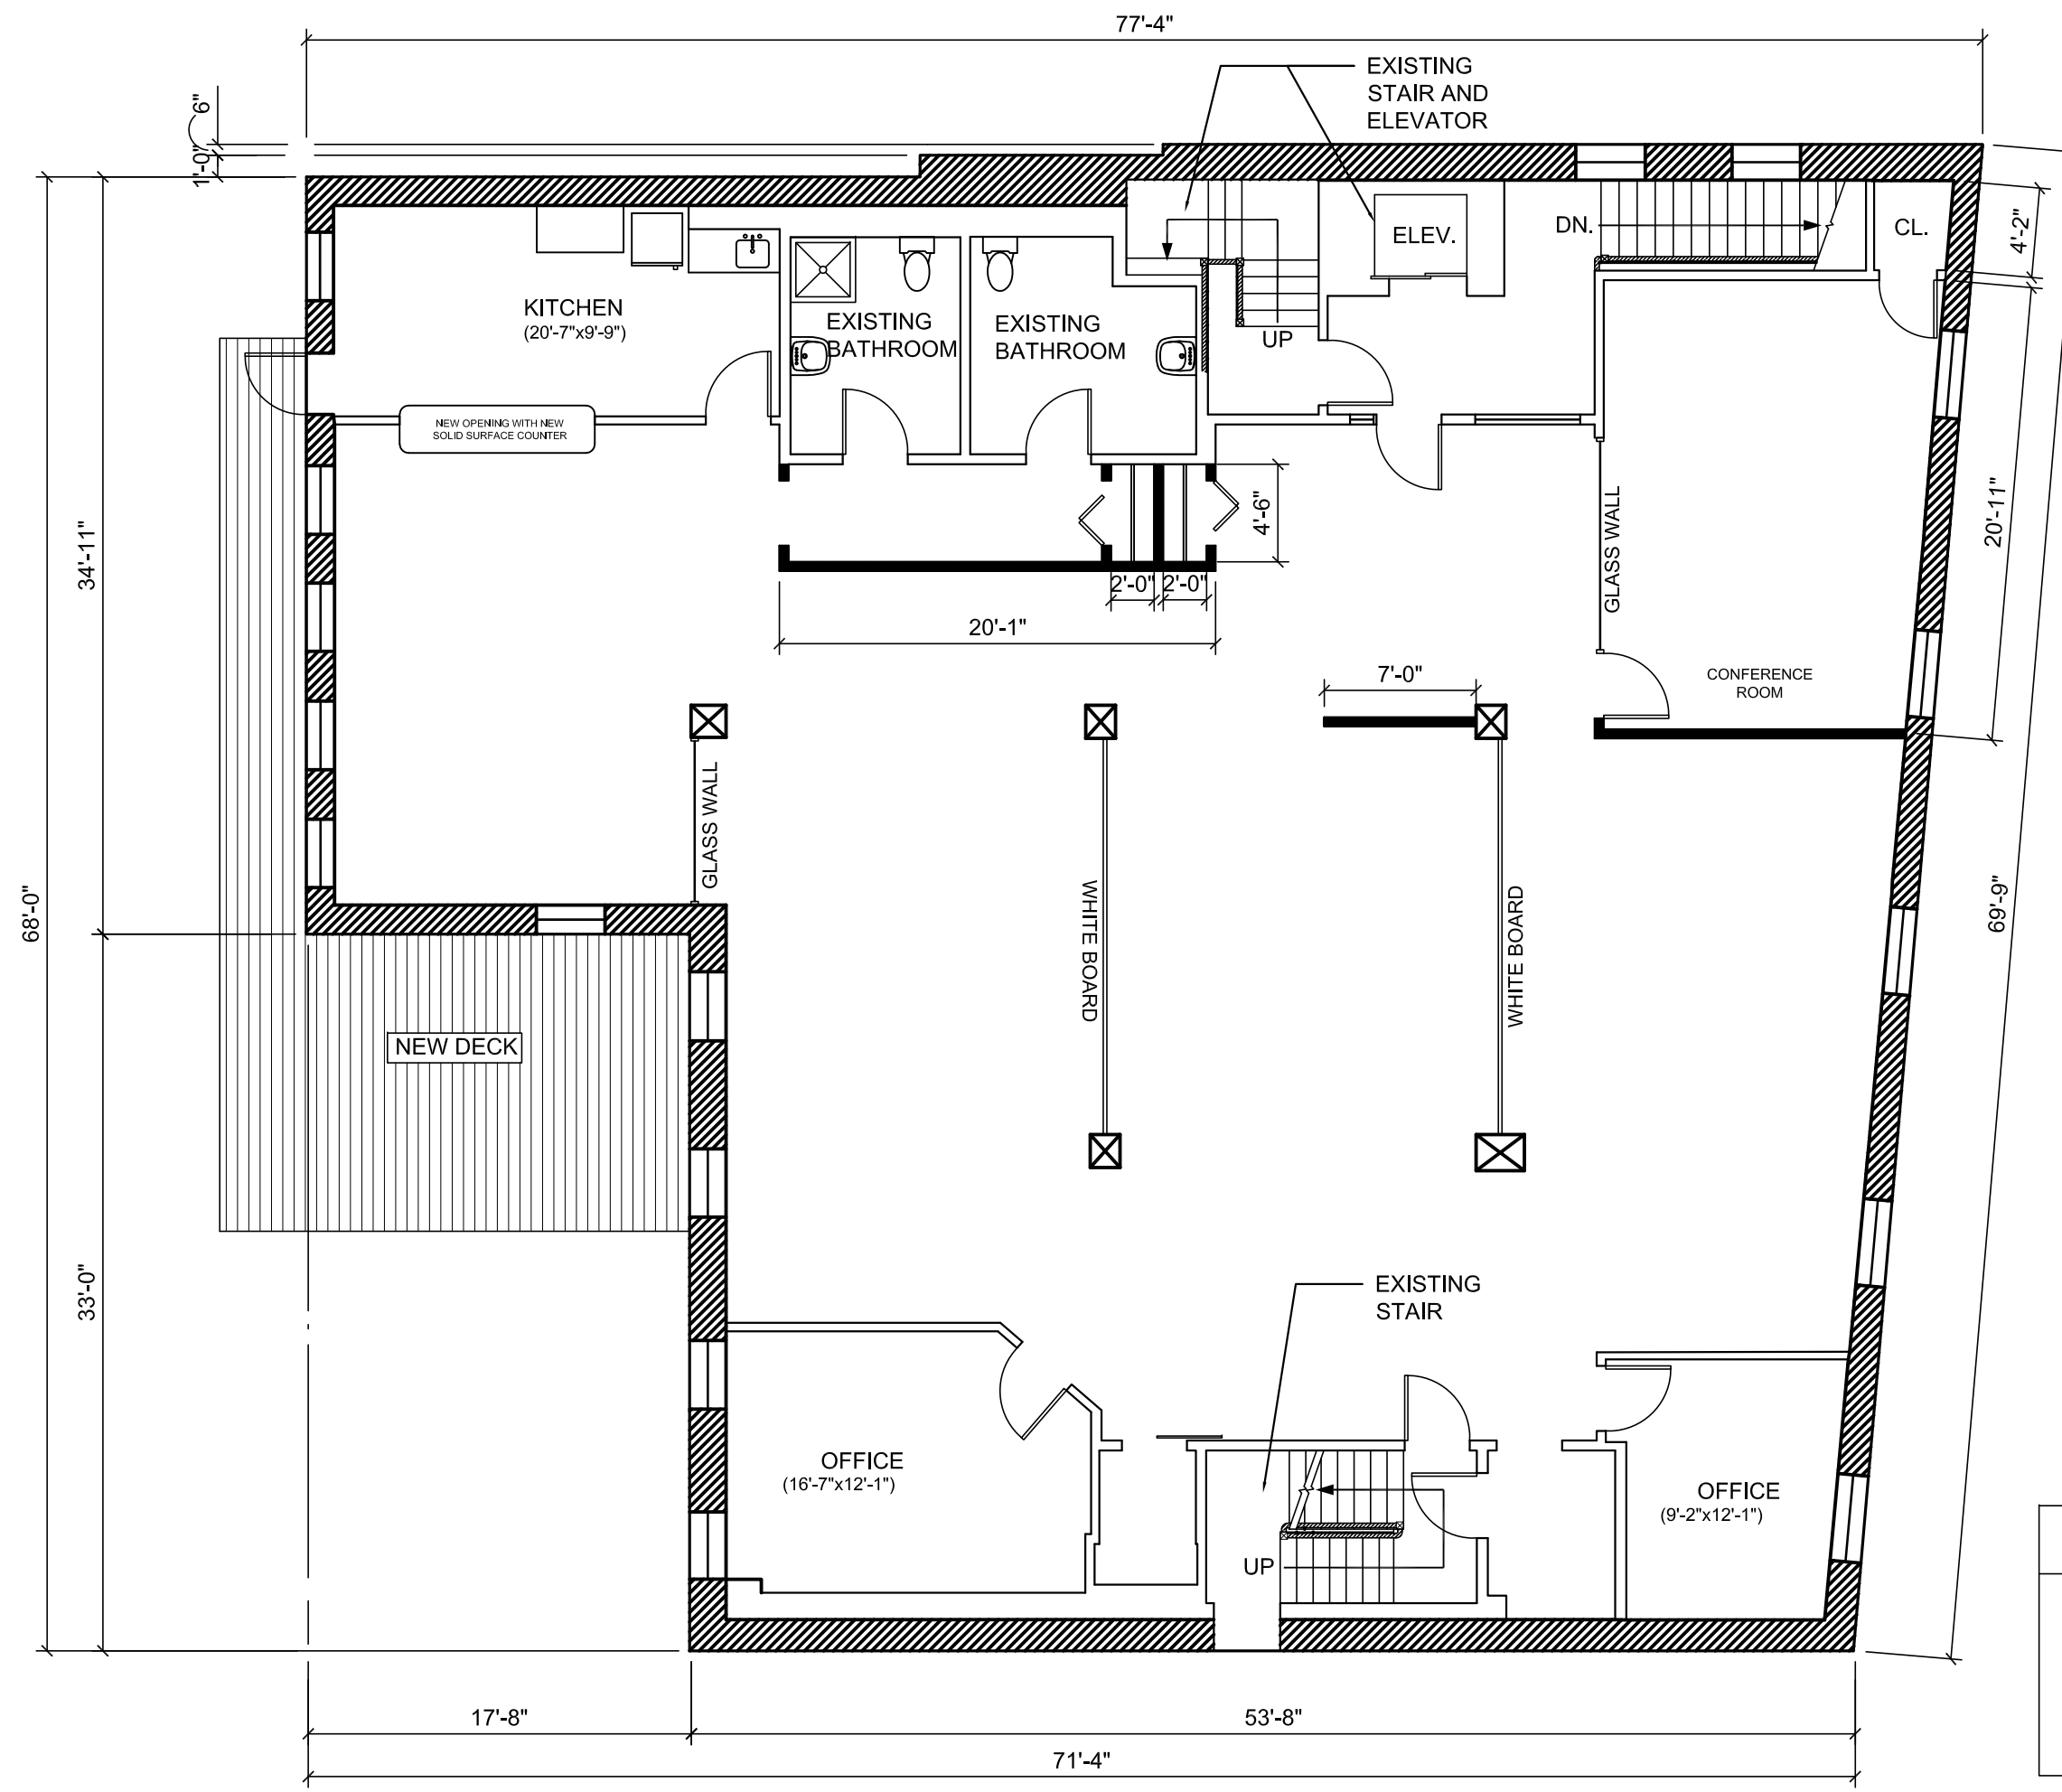 77'-4"
EXISTING
STAIR AND
ELEVATOR
6"
1'-0"
DN.
CL.
4'-2"
ELEV.
KITCHEN
(20'-7"x9'-9")
EXISTING
BATHROOM
EXISTING
BATHROOM
UP
NEW OPENING WITH NEW
SOLID SURFACE COUNTER
34'-11"
4'-6"
GLASS WALL
20'-11"
2'-0"
2'-0"
20'-1"
7'-0"
CONFERENCE
ROOM
GLASS WALL
WHITE BOARD
WHITE BOARD
68'-0"
69'-9"
NEW DECK
33'-0"
EXISTING
STAIR
OFFICE
(16'-7"x12'-1")
OFFICE
(9'-2"x12'-1")
UP
17'-8"
53'-8"
71'-4"